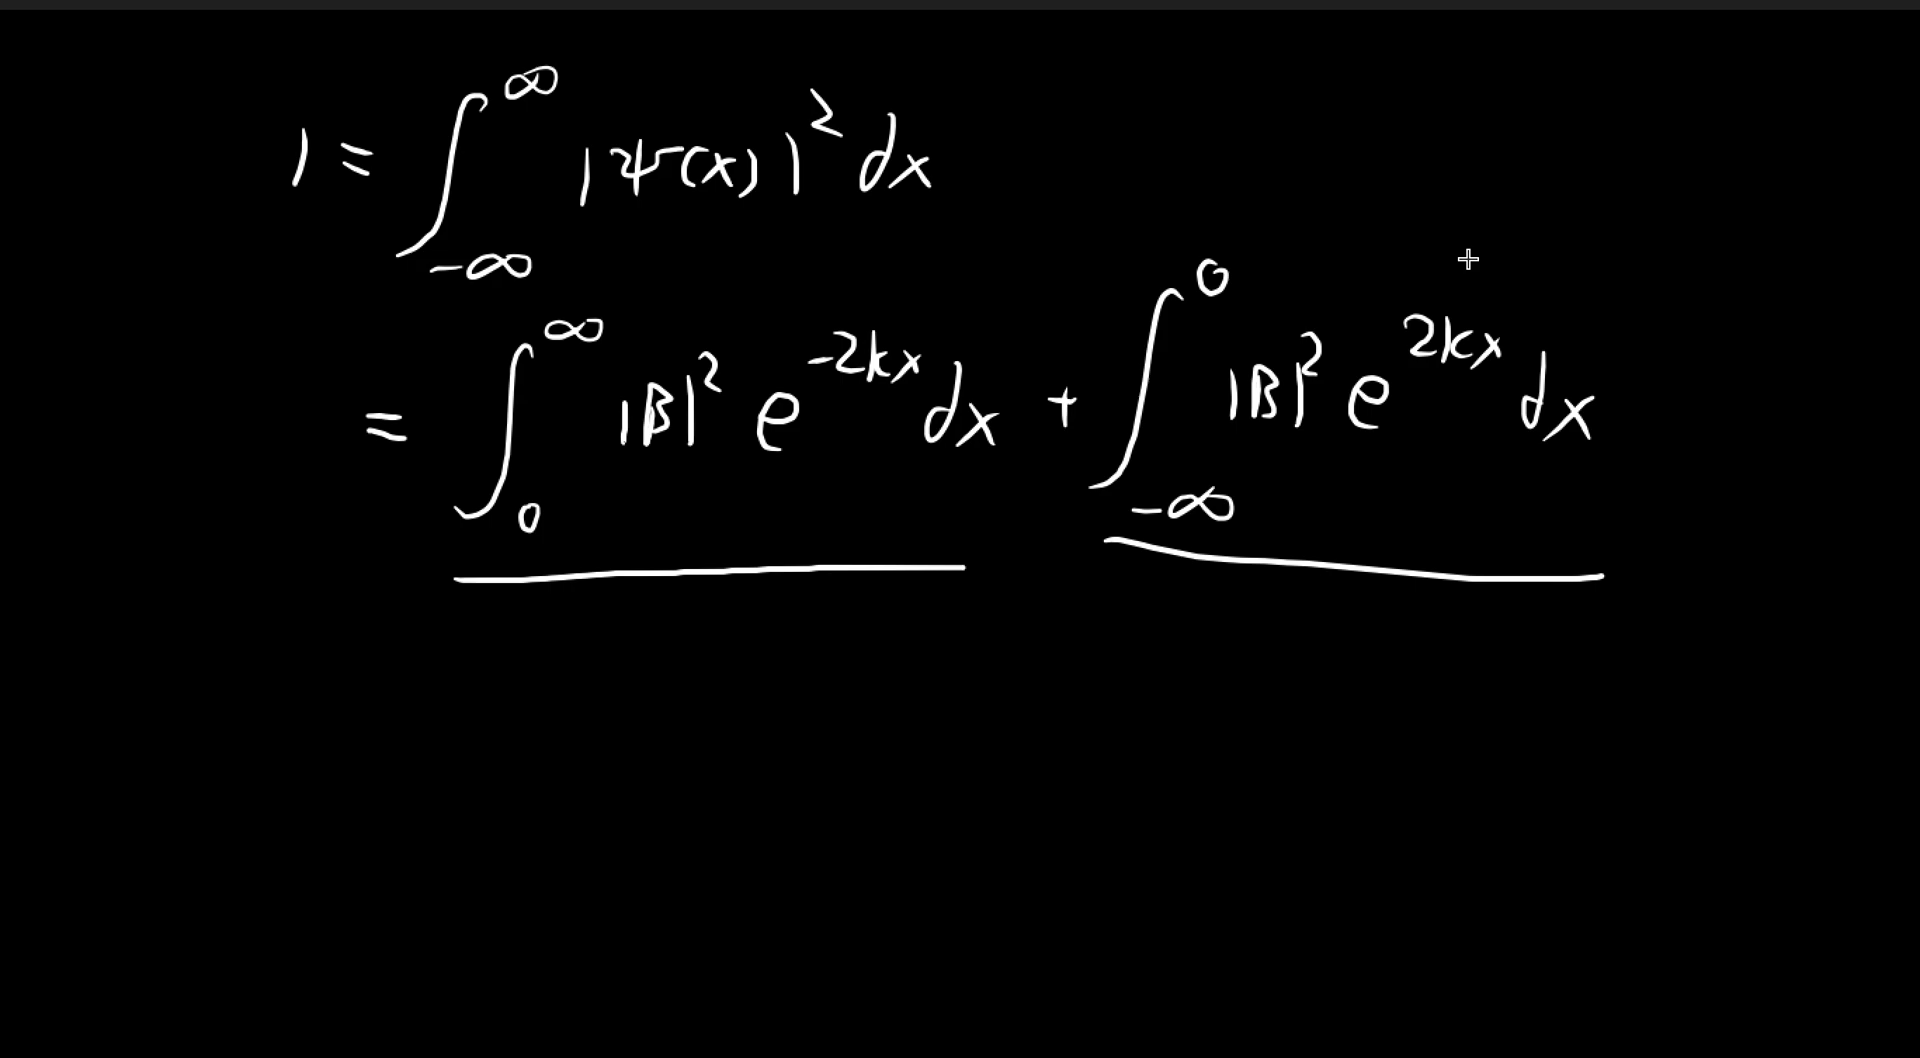 1 = ∫_{-∞}^{∞} |ψ(x)|² dx
= ∫_{0}^{∞} |B|² e^{-2kx} dx + ∫_{-∞}^{0} |B|² e^{2kx} dx